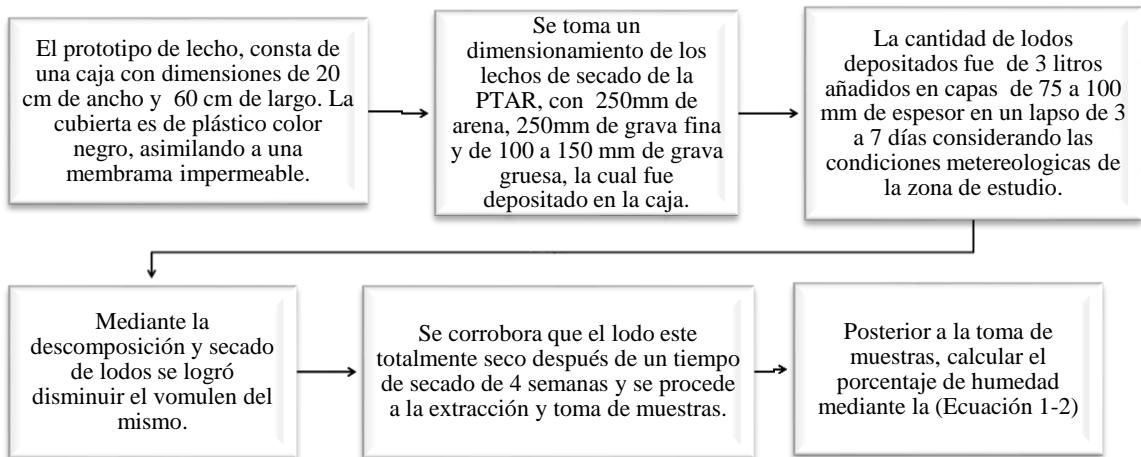 El prototipo de lecho, consta de
una caja con dimensiones de 20
cm de ancho y 60 cm de largo. La
cubierta es de plástico color
negro, asimilando a una
membrama impermeable.
Se toma un
dimensionamiento de los
lechos de secado de la
PTAR, con 250mm de
arena, 250mm de grava fina
y de 100 a 150 mm de grava
gruesa, la cual fue
depositado en la caja.
La cantidad de lodos
depositados fue de 3 litros
añadidos en capas de 75 a 100
mm de espesor en un lapso de 3
a 7 días considerando las
condiciones metereologicas de
la zona de estudio.
Mediante la
descomposición y secado
de lodos se logró
disminuir el vomulen del
mismo.
Se corrobora que el lodo este
totalmente seco después de un tiempo
de secado de 4 semanas y se procede
a la extracción y toma de muestras.
Posterior a la toma de
muestras, calcular el
porcentaje de humedad
mediante la (Ecuación 1-2)